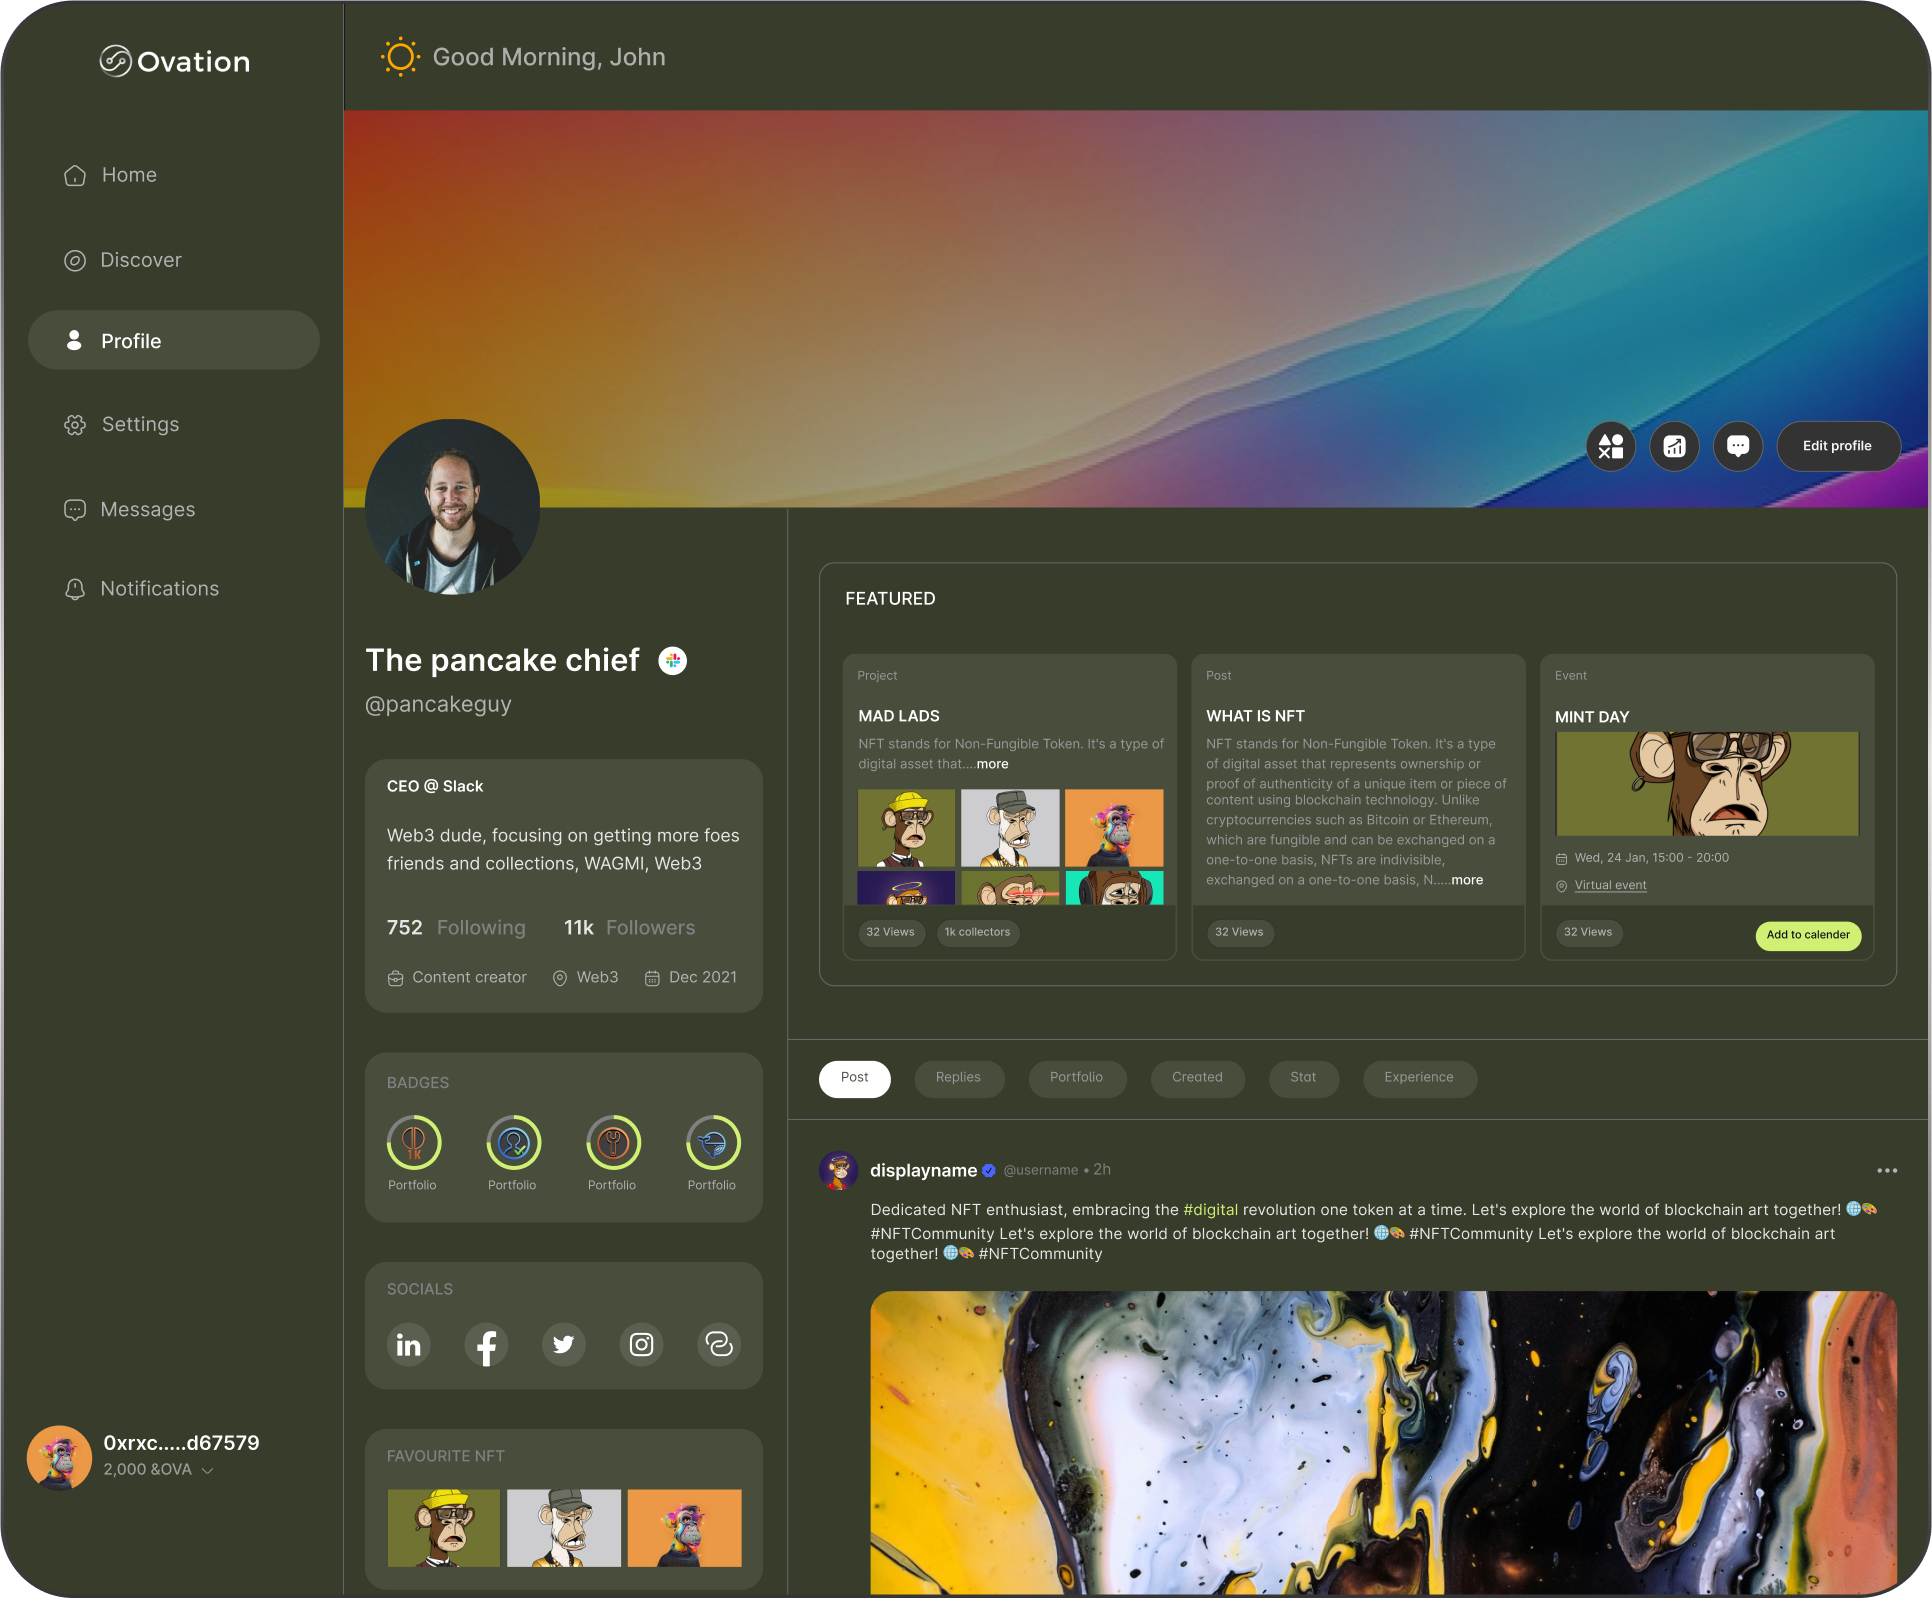 Ovation
Good Morning, John
Home
Discover
Profile
Settings
Messages
Notifications
0xrxc.....d67579
2,000 &OVA
Edit profile
The pancake chief
@pancakeguy
CEO @ Slack
Web3 dude, focusing on getting more foes
friends and collections, WAGMI, Web3
752 Following 11k Followers
Content creator Web3 Dec 2021
BADGES
1K
Portfolio Portfolio Portfolio Portfolio
SOCIALS
in
FAVOURITE NFT
FEATURED
Project
MAD LADS
NFT stands for Non-Fungible Token. It's a type of
digital asset that....more
32 Views 1k collectors
Post
WHAT IS NFT
NFT stands for Non-Fungible Token. It's a type
of digital asset that represents ownership or
proof of authenticity of a unique item or piece of
content using blockchain technology. Unlike
cryptocurrencies such as Bitcoin or Ethereum,
which are fungible and can be exchanged on a
one-to-one basis, NFTs are indivisible,
exchanged on a one-to-one basis, N.....more
32 Views
Event
MINT DAY
Wed, 24 Jan, 15:00 - 20:00
Virtual event
32 Views Add to calender
Post Replies Portfolio Created Stat Experience
displayname @username • 2h
Dedicated NFT enthusiast, embracing the #digital revolution one token at a time. Let's explore the world of blockchain art together! 🌐🎨
#NFTCommunity Let's explore the world of blockchain art together! 🌐🎨 #NFTCommunity Let's explore the world of blockchain art
together! 🌐🎨 #NFTCommunity